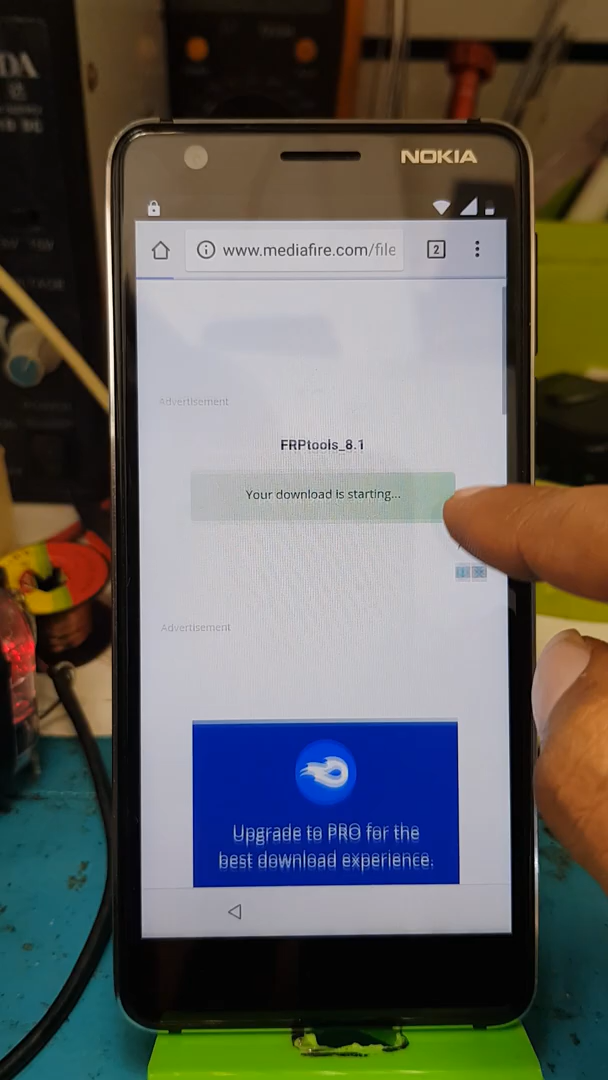 DA
NOKIA
www.mediafire.com/file
2
Advertisement
FRPtools_8.1
Your download is starting...
Advertisement
Upgrade to PRO for the
best download experience.